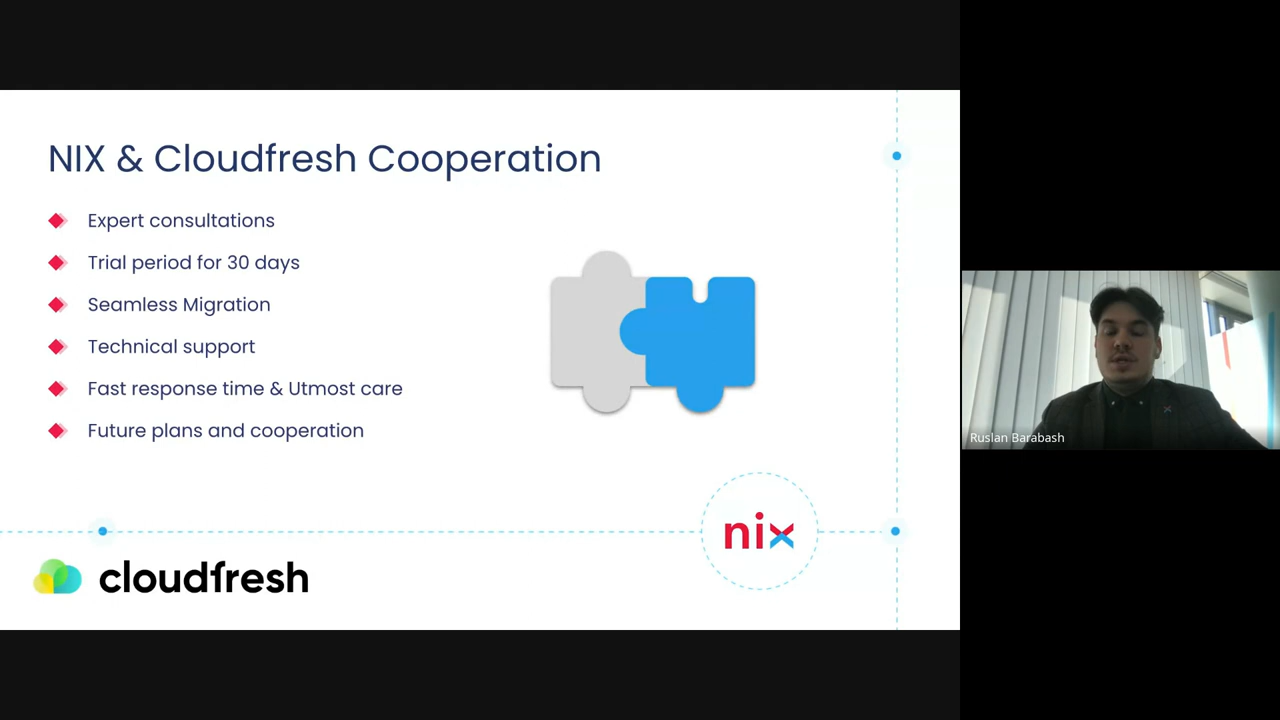 NIX & Cloudfresh Cooperation
Expert consultations
Trial period for 30 days
Seamless Migration
Technical support
Fast response time & Utmost care
Future plans and cooperation
nix
cloudfresh
Ruslan Barabash